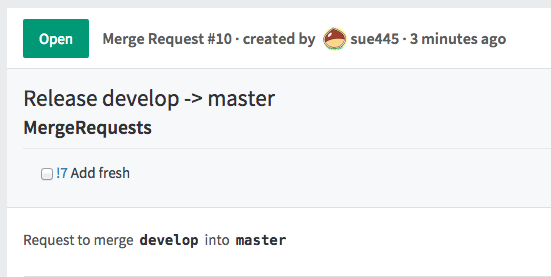 Open Merge Request #10 · created by sue445 · 3 minutes ago
Release develop -> master
MergeRequests
!7 Add fresh
Request to merge develop into master